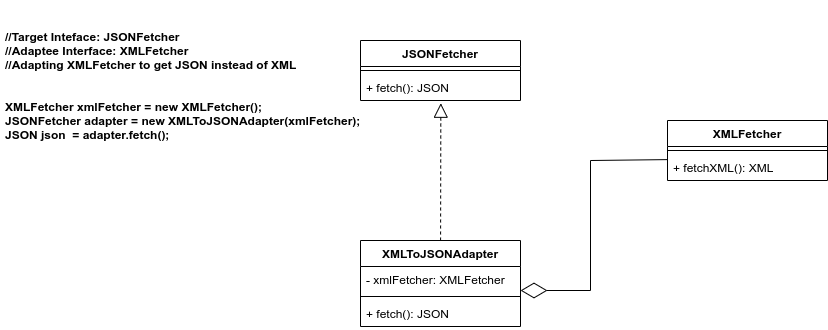 //Target Inteface: JSONFetcher
//Adaptee Interface: XMLFetcher
//Adapting XMLFetcher to get JSON instead of XML
XMLFetcher xmlFetcher = new XMLFetcher();
JSONFetcher adapter = new XMLToJSONAdapter(xmlFetcher);
JSON json = adapter.fetch();
JSONFetcher
+ fetch(): JSON
XMLFetcher
+ fetchXML(): XML
XMLToJSONAdapter
- xmlFetcher: XMLFetcher
+ fetch(): JSON